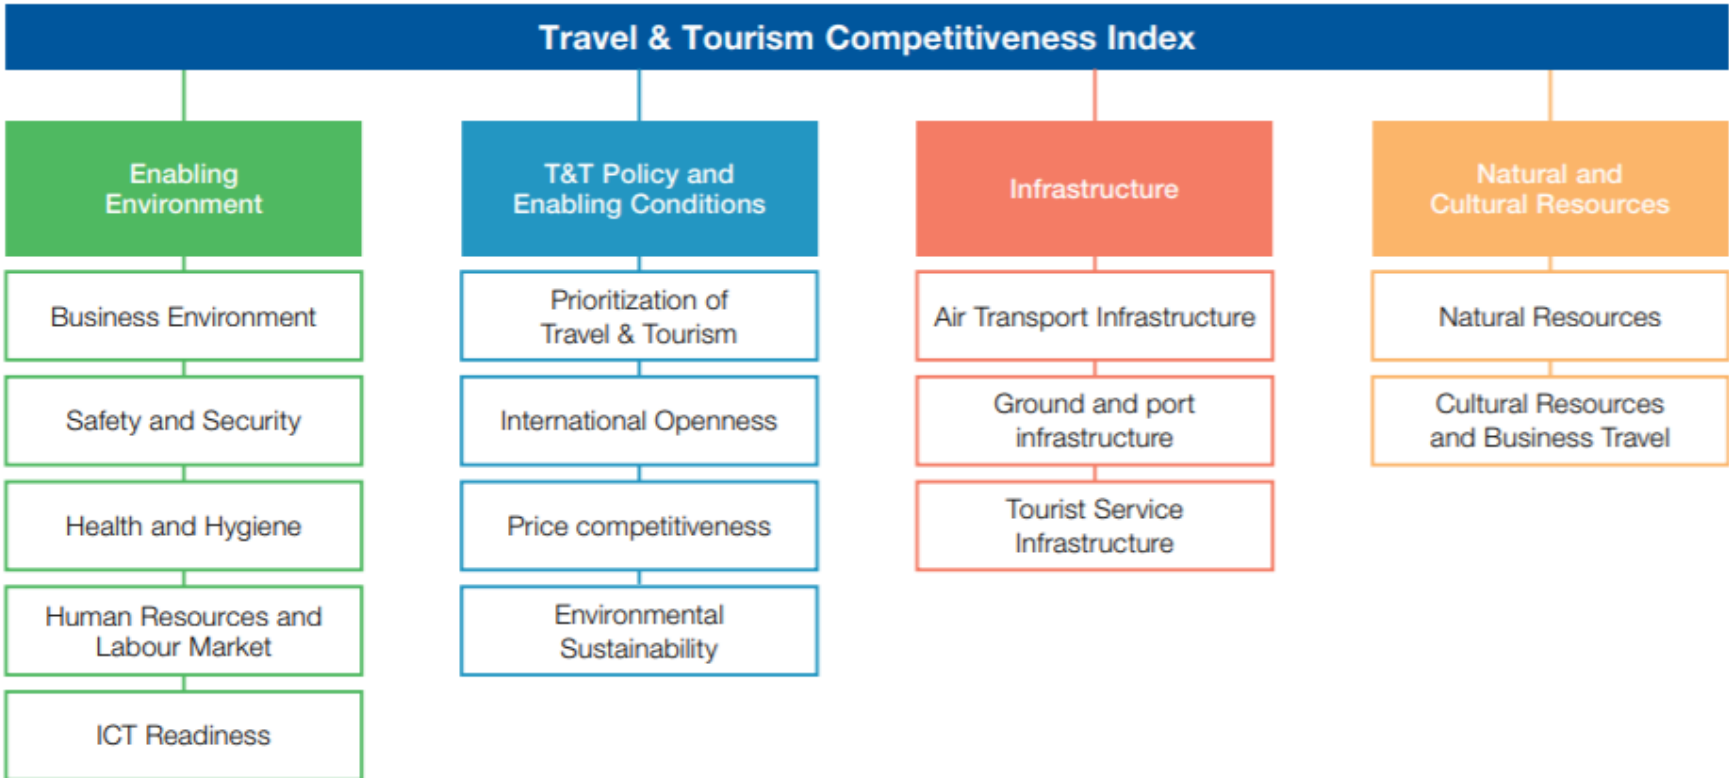 Travel & Tourism Competitiveness Index
Enabling
Environment
Business Environment
Safety and Security
Health and Hygiene
Human Resources and
Labour Market
ICT Readiness
T&T Policy and
Enabling Conditions
Prioritization of
Travel & Tourism
International Openness
Price competitiveness
Environmental
Sustainability
Infrastructure
Air Transport Infrastructure
Ground and port
infrastructure
Tourist Service
Infrastructure
Natural and
Cultural Resources
Natural Resources
Cultural Resources
and Business Travel